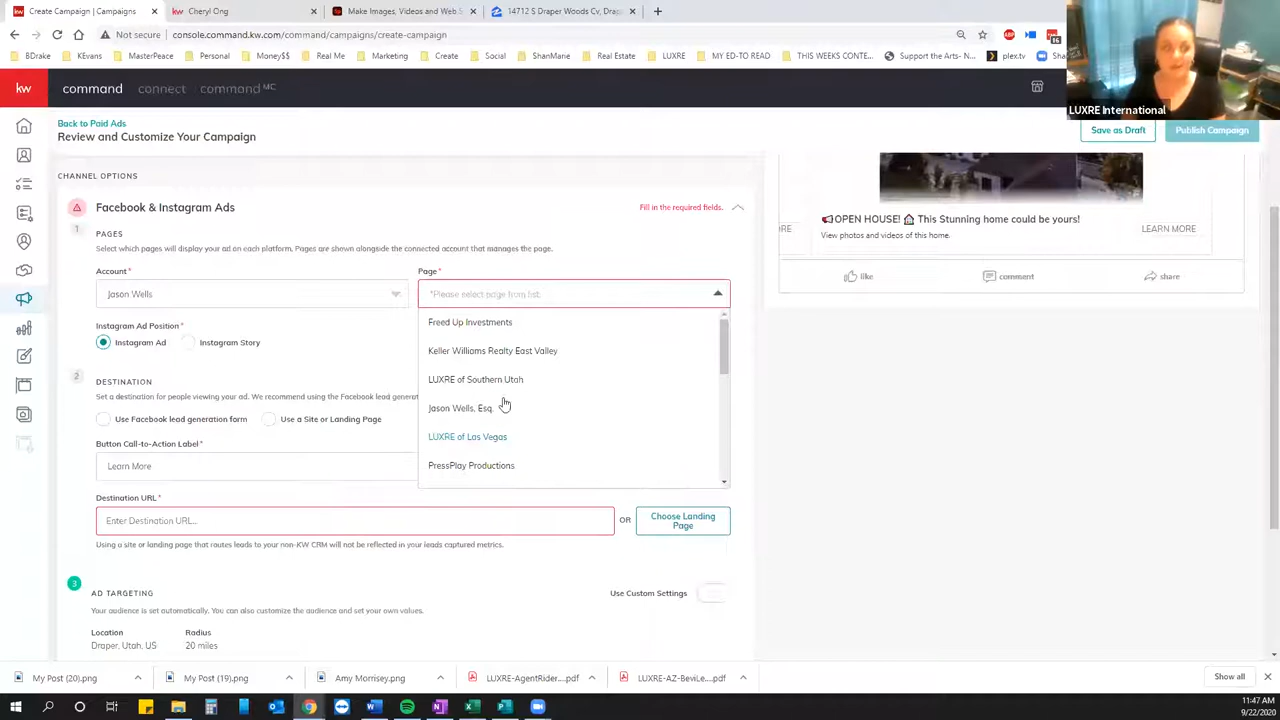 Create Campaign | Campaigns
Cheryl Ong
Make Images, Videos and Web S
14712 S Draper Woods Cv, Draper,
Not secure
console.command.kw.com/command/campaigns/create-campaign
BDrake
KEvans
MasterPeace
Personal
Money$$
Real Me
Marketing
Create
Social
ShanMane
Real Estate
LUXRE
MY ED-TO READ
THIS WEEKS CONTE
Support the Arts- N
plex.tv
LUXRE International
kw
command
connect
command MC
Back to Paid Ads
Review and Customize Your Campaign
Save as Draft
Publish Campaign
CHANNEL OPTIONS
Facebook & Instagram Ads
Fill in the required fields.
1
PAGES
Select which pages will display your ad on each platform. Pages are shown alongside the connected account that manages the page.
Account*
Page*
Jason Wells
*Please select page from list
Freed Up Investments
Keller Williams Realty East Valley
LUXRE of Southern Utah
Jason Wells, Esq.
LUXRE of Las Vegas
PressPlay Productions
Instagram Ad Position*
Instagram Ad
Instagram Story
2
DESTINATION
Set a destination for people viewing your ad. We recommend using the Facebook lead generat
Use Facebook lead generation form
Use a Site or Landing Page
Button Call-to-Action Label*
Learn More
Destination URL*
Enter Destination URL...
OR
Choose Landing
Page
Using a site or landing page that routes leads to your non-KW CRM will not be reflected in your leads captured metrics.
3
AD TARGETING
Use Custom Settings
Your audience is set automatically. You can also customize the audience and set your own values.
Location
Radius
Draper, Utah, US
20 miles
OPEN HOUSE! This Stunning home could be yours!
View photos and videos of this home.
RE
LEARN MORE
like
comment
share
My Post (20).png
My Post (19).png
Amy Morrisey.png
LUXRE-AgentRider....pdf
LUXRE-AZ-BeviLe....pdf
Show all
11:47 AM
9/22/2020